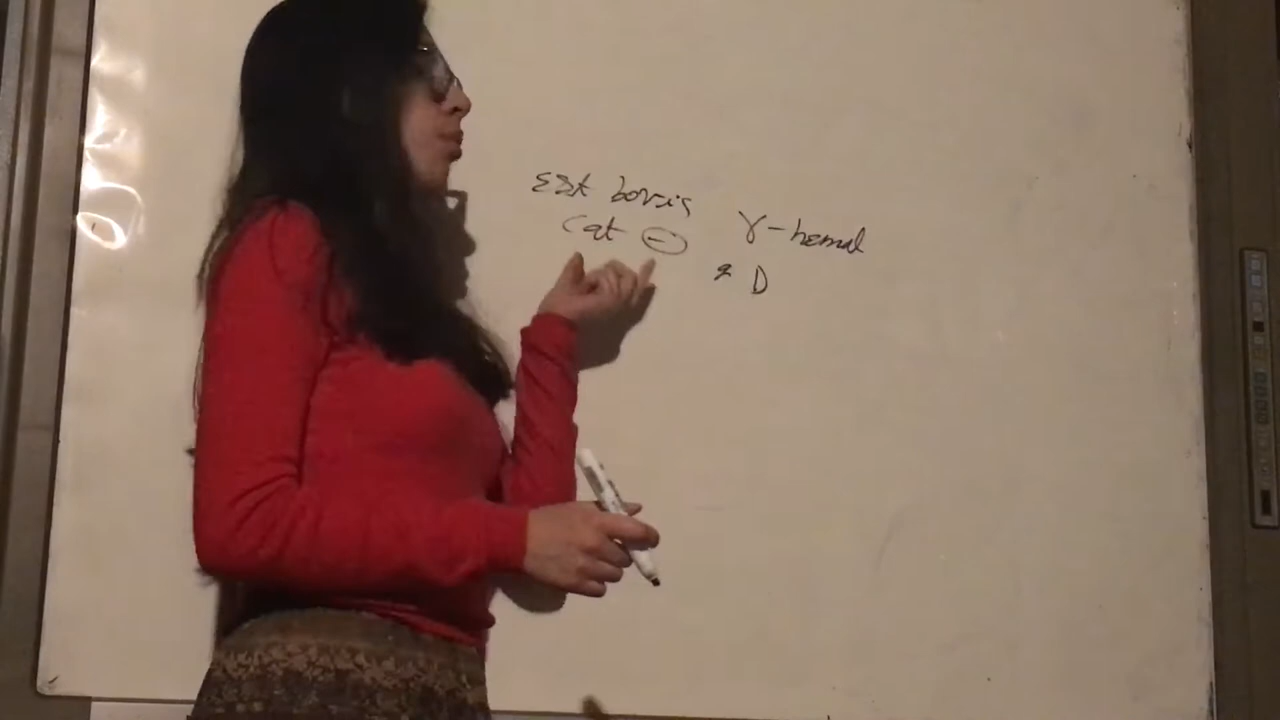 bovis
Cat ⊖
γ-hemol
D